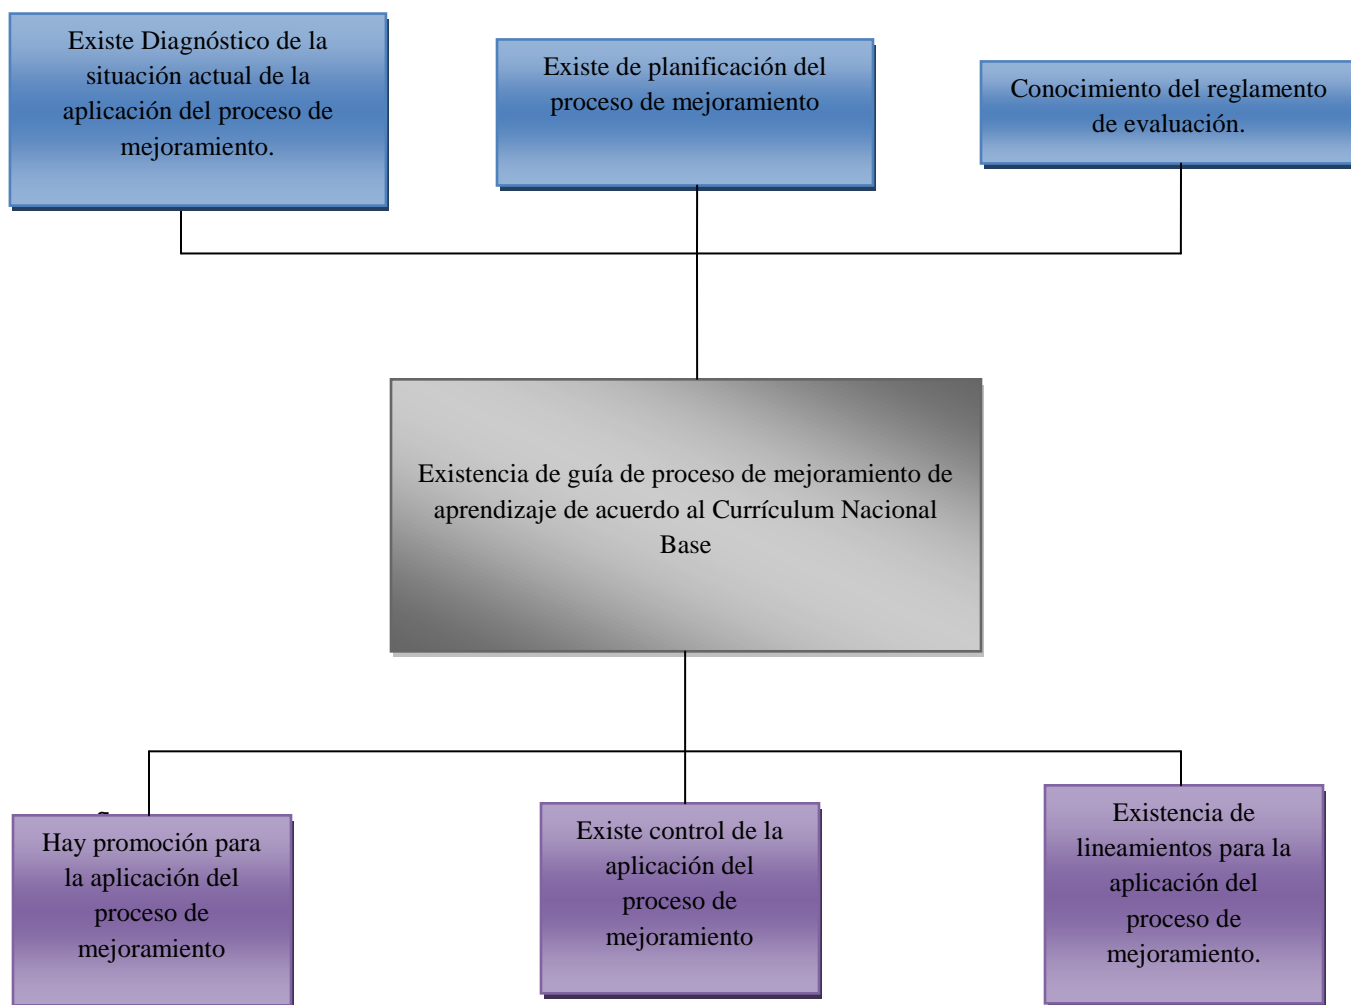 Existe Diagnóstico de la
situación actual de la
aplicación del proceso de
mejoramiento.
Existe de planificación del
proceso de mejoramiento
Conocimiento del reglamento
de evaluación.
Existencia de guía de proceso de mejoramiento de
aprendizaje de acuerdo al Currículum Nacional
Base
Hay promoción para
la aplicación del
proceso de
mejoramiento
Existe control de la
aplicación del
proceso de
mejoramiento
Existencia de
lineamientos para la
aplicación del
proceso de
mejoramiento.